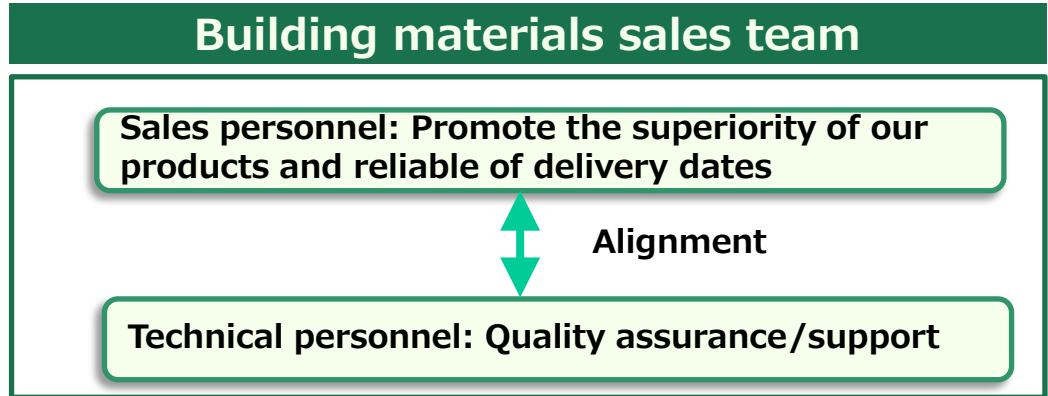 Building materials sales team
Sales personnel: Promote the superiority of our
products and reliable of delivery dates
Alignment
Technical personnel: Quality assurance/support